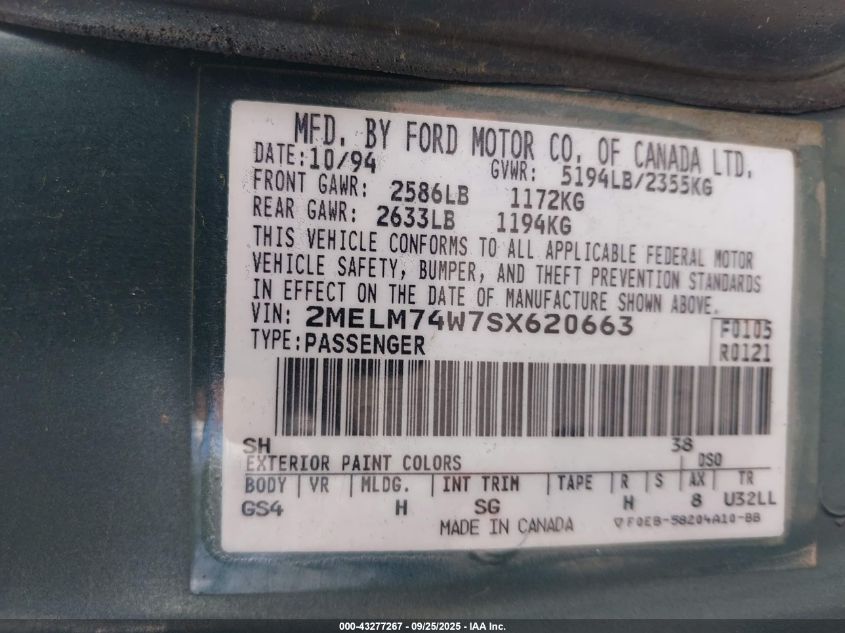 MFD. BY FORD MOTOR CO. OF CANADA LTD.
DATE: 10/94 GVWR: 5194LB/2355KG
FRONT GAWR: 2586LB 1172KG
REAR GAWR: 2633LB 1194KG
THIS VEHICLE CONFORMS TO ALL APPLICABLE FEDERAL MOTOR
VEHICLE SAFETY, BUMPER, AND THEFT PREVENTION STANDARDS
IN EFFECT ON THE DATE OF MANUFACTURE SHOWN ABOVE.
VIN: 2MELM74W7SX620663 F0105
TYPE: PASSENGER R0121
SH 38
EXTERIOR PAINT COLORS DSO
BODY VR MLDG. INT TRIM TAPE R S AX TR
GS4 H SG H 8 U32LL
MADE IN CANADA ▽F0EB-58204A10-BB
000-43277267 - 09/25/2025 - IAA Inc.